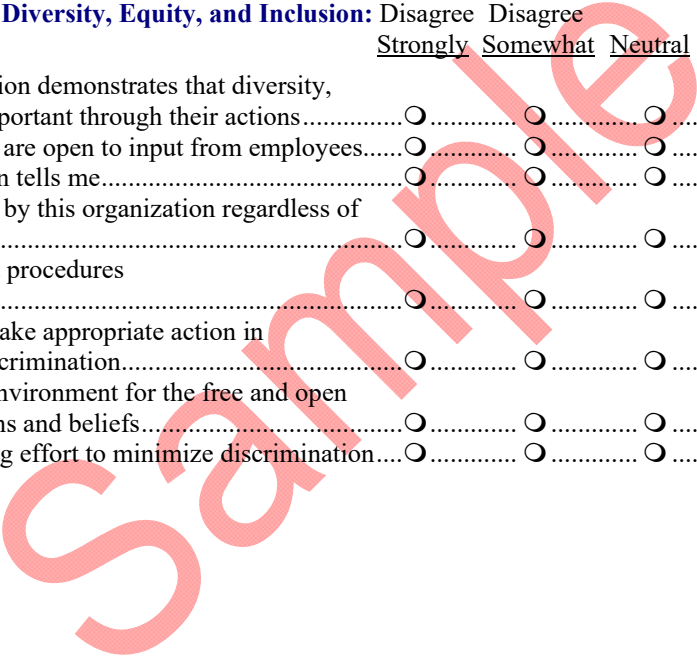 Diversity, Equity, and Inclusion: Disagree Disagree
Strongly Somewhat Neutral
ion demonstrates that diversity,
portant through their actions
are open to input from employees
n tells me
by this organization regardless of
procedures
ake appropriate action in
crimination
nvironment for the free and open
ns and beliefs
g effort to minimize discrimination
Sample